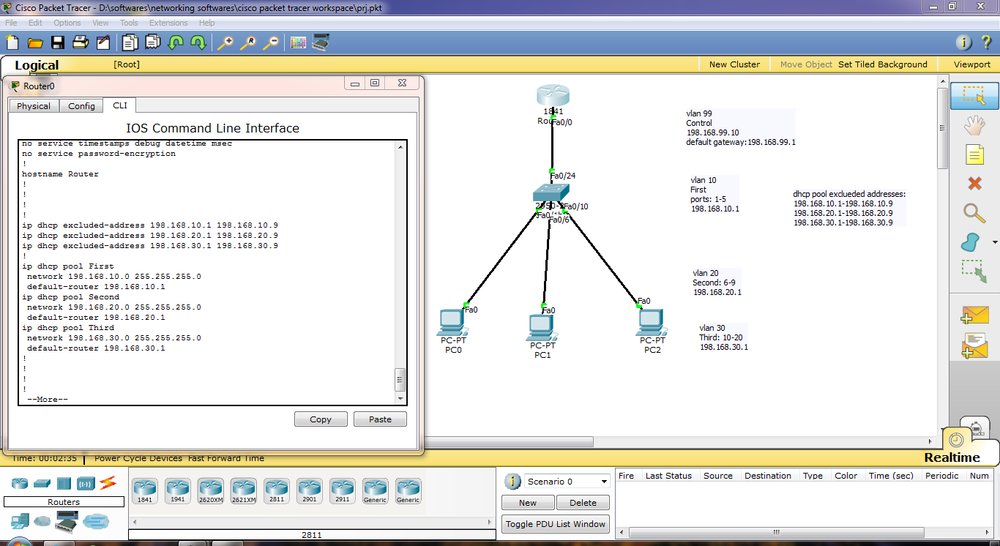 Cisco Packet Tracer - D:\softwares\networking softwares\cisco packet tracer workspace\prj.pkt
File Edit Options View Tools Extensions Help
Logical
[Root]
New Cluster
Move Object
Set Tiled Background
Viewport
Router0
Physical
Config
CLI
IOS Command Line Interface
no service timestamps debug datetime msec
no service password-encryption
!
hostname Router
!
!
!
!
ip dhcp excluded-address 198.168.10.1 198.168.10.9
ip dhcp excluded-address 198.168.20.1 198.168.20.9
ip dhcp excluded-address 198.168.30.1 198.168.30.9
!
ip dhcp pool First
network 198.168.10.0 255.255.255.0
default-router 198.168.10.1
ip dhcp pool Second
network 198.168.20.0 255.255.255.0
default-router 198.168.20.1
ip dhcp pool Third
network 198.168.30.0 255.255.255.0
default-router 198.168.30.1
!
!
!
!
--More--
Copy
Paste
1841
Fa0/0
Fa0/24
Fa0/10
Fa0/6
Fa0
PC-PT
PC0
Fa0
PC-PT
PC1
Fa0
PC-PT
PC2
vlan 99
Control
198.168.99.10
default gateway:198.168.99.1
vlan 10
First
ports: 1-5
198.168.10.1
dhcp pool exclueded addresses:
198.168.10.1-198.168.10.9
198.168.20.1-198.168.20.9
198.168.30.1-198.168.30.9
vlan 20
Second: 6-9
198.168.20.1
vlan 30
Third: 10-20
198.168.30.1
Time: 00:02:35
Power Cycle Devices Fast Forward Time
Realtime
Routers
1841
1941
2620XM
2621XM
2811
2901
2911
Generic
Generic
2811
Scenario 0
New
Delete
Toggle PDU List Window
Fire Last Status Source Destination Type Color Time (sec) Periodic Num